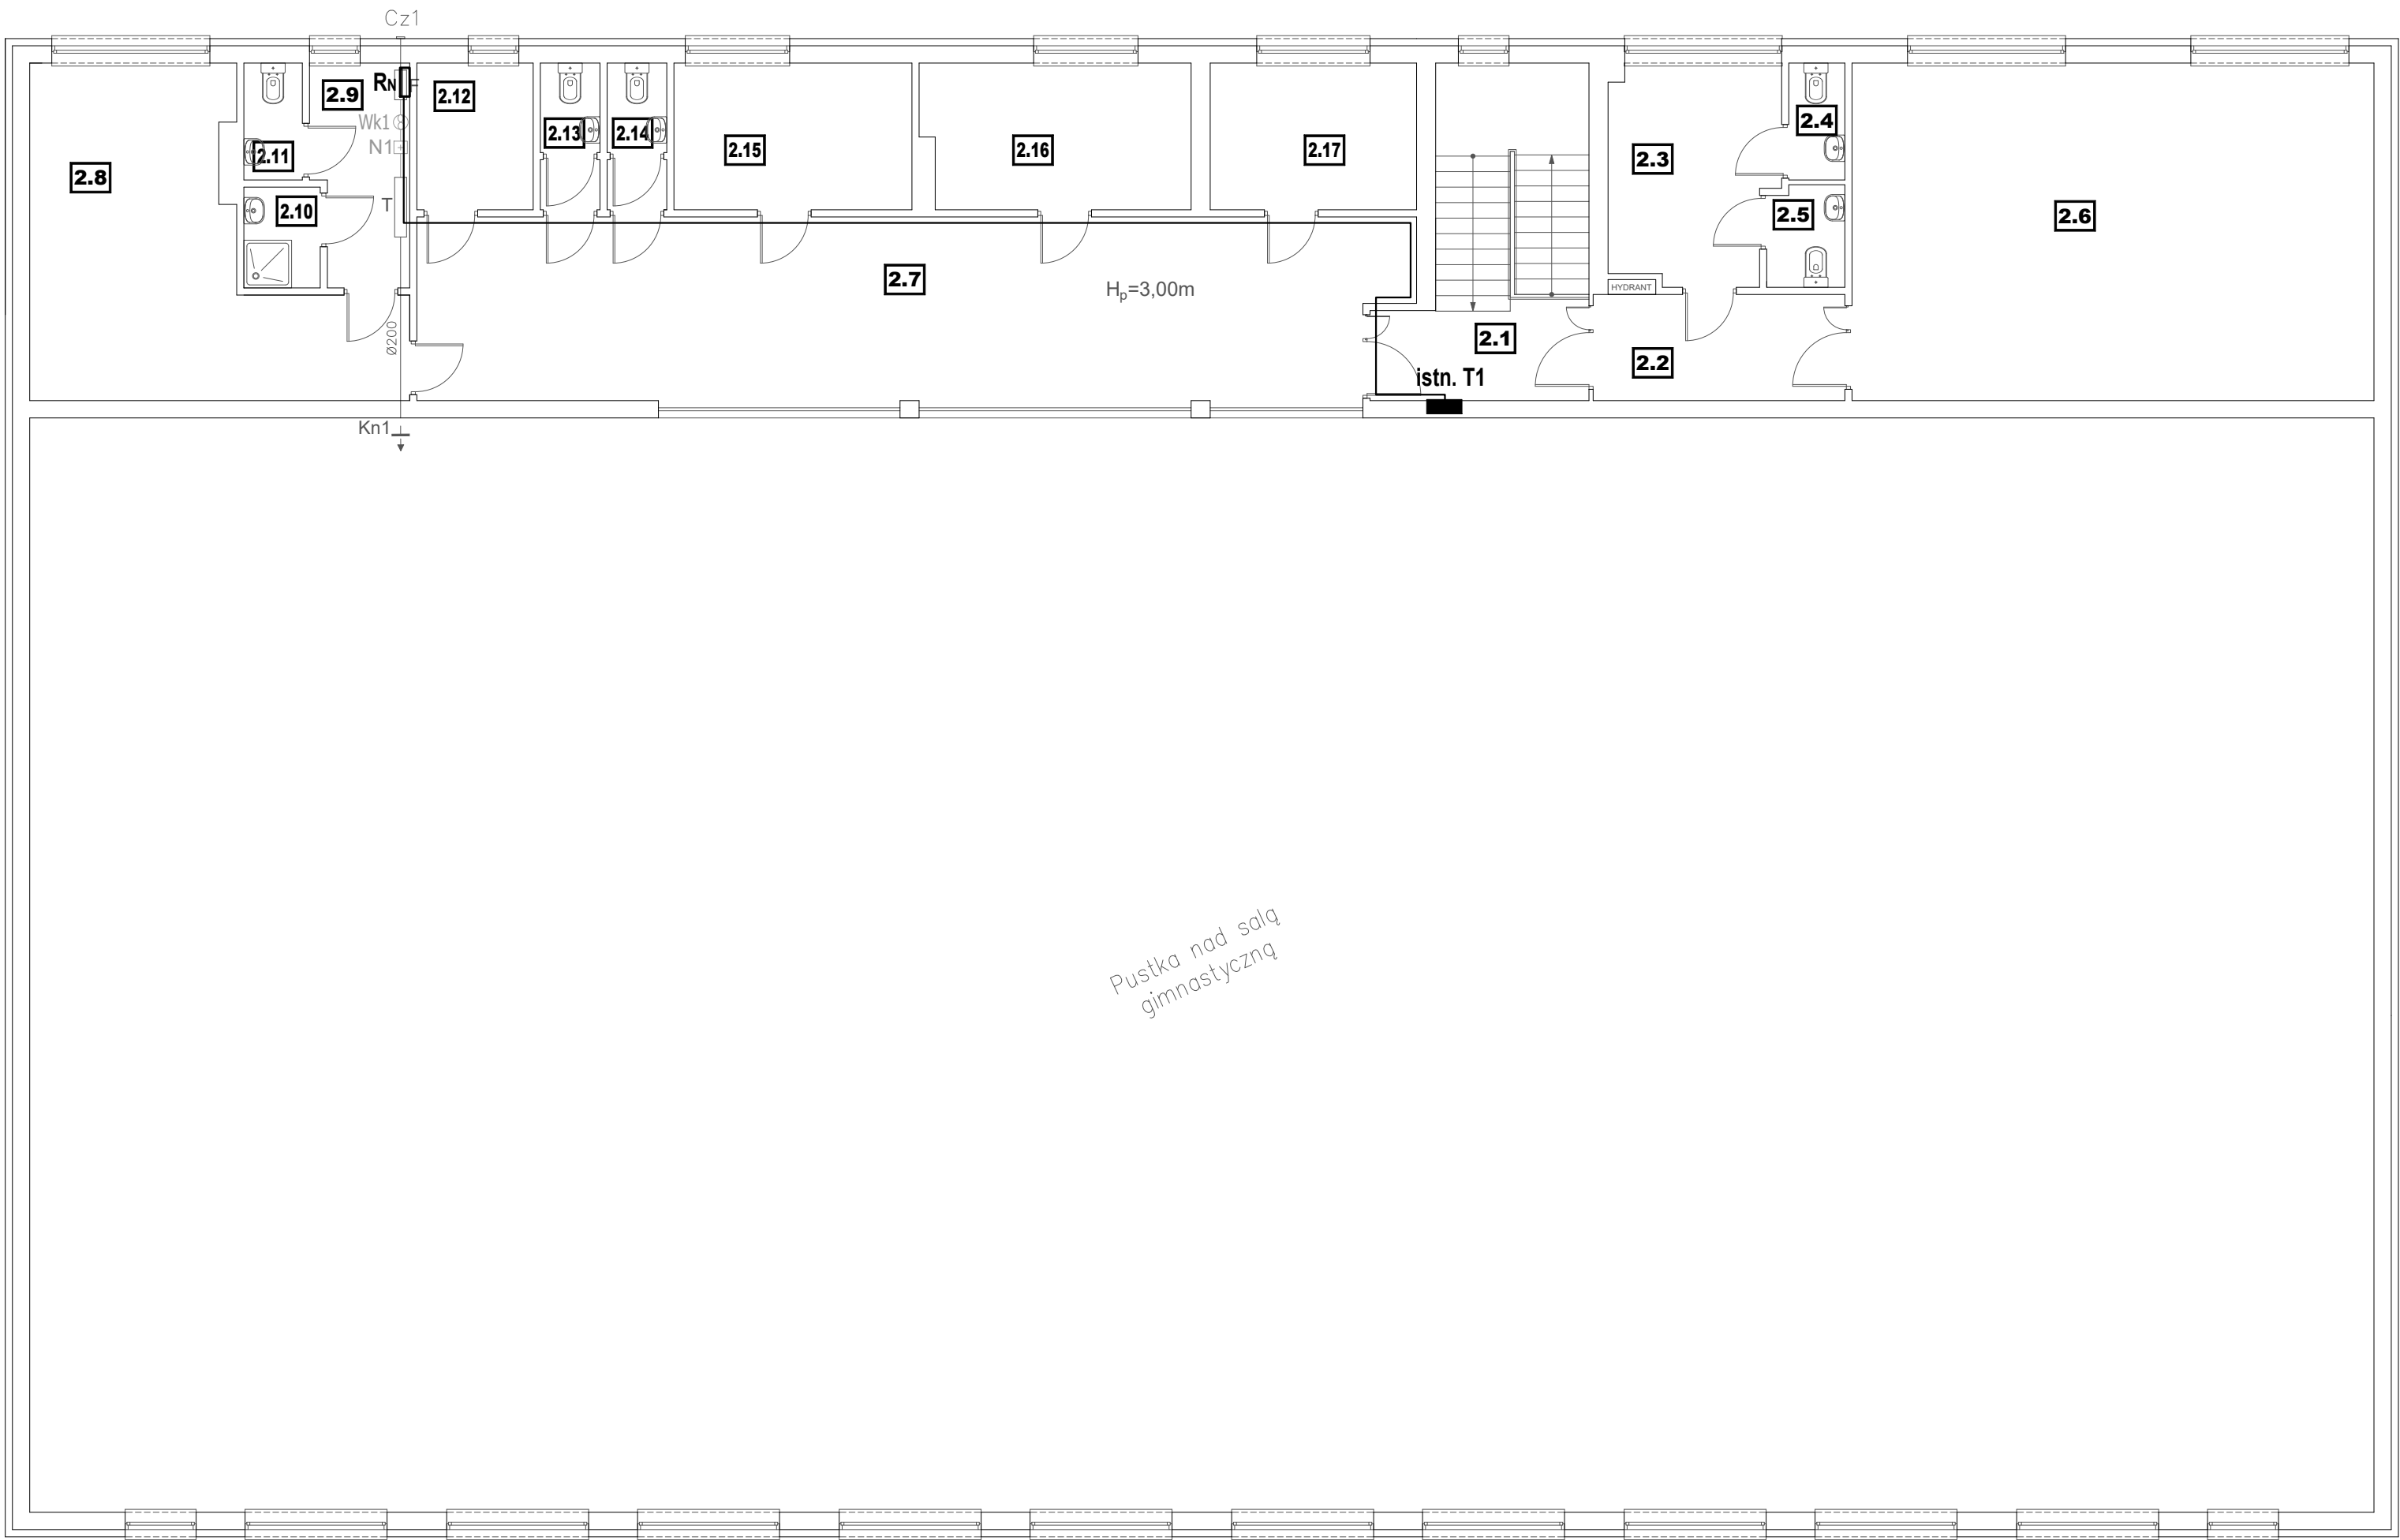 Cz1
RN
2.9
2.12
Wk1
N1
2.11
2.13
2.14
2.15
2.16
2.17
2.3
2.4
2.8
2.10
T
2.5
2.6
2.7
Hp=3,00m
HYDRANT
ø200
2.1
2.2
istn. T1
Kn1
Pustka nad salą
gimnastyczną